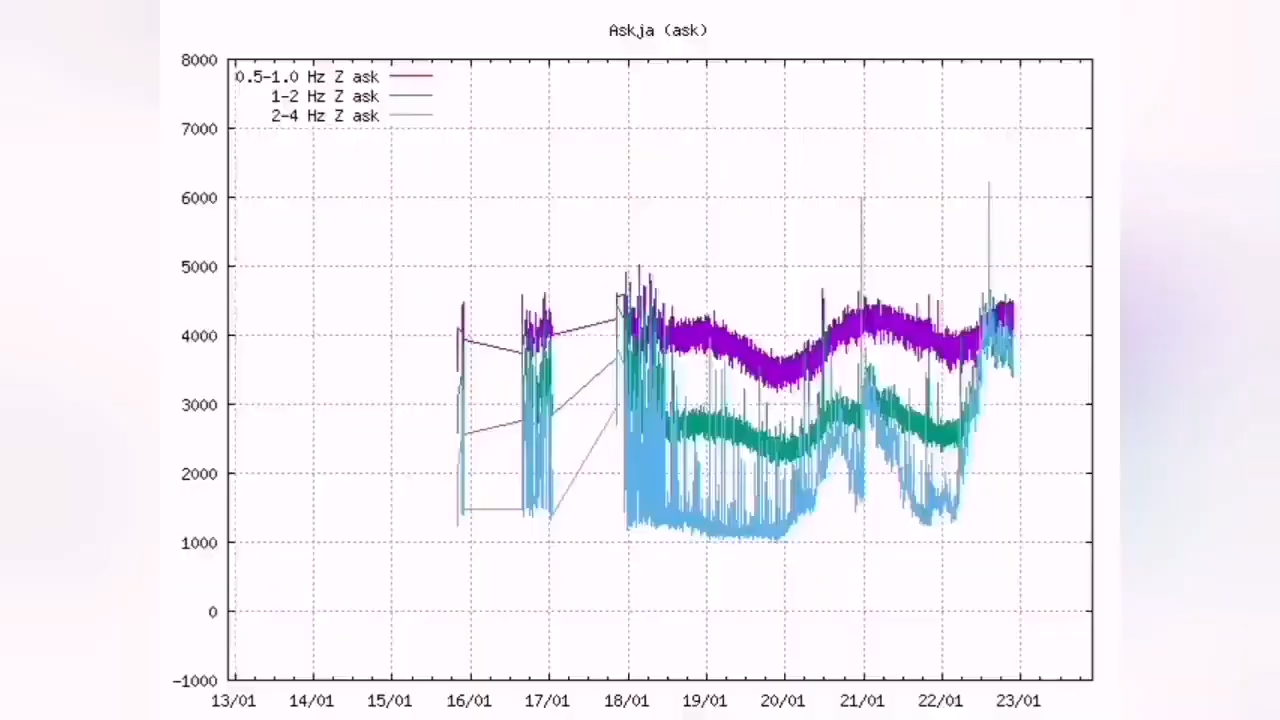 Askja (ask)
8000
0.5-1.0 Hz Z ask
1-2 Hz Z ask
2-4 Hz Z ask
7000
6000
5000
4000
3000
2000
1000
0
-1000
13/01 14/01 15/01 16/01 17/01 18/01 19/01 20/01 21/01 22/01 23/01